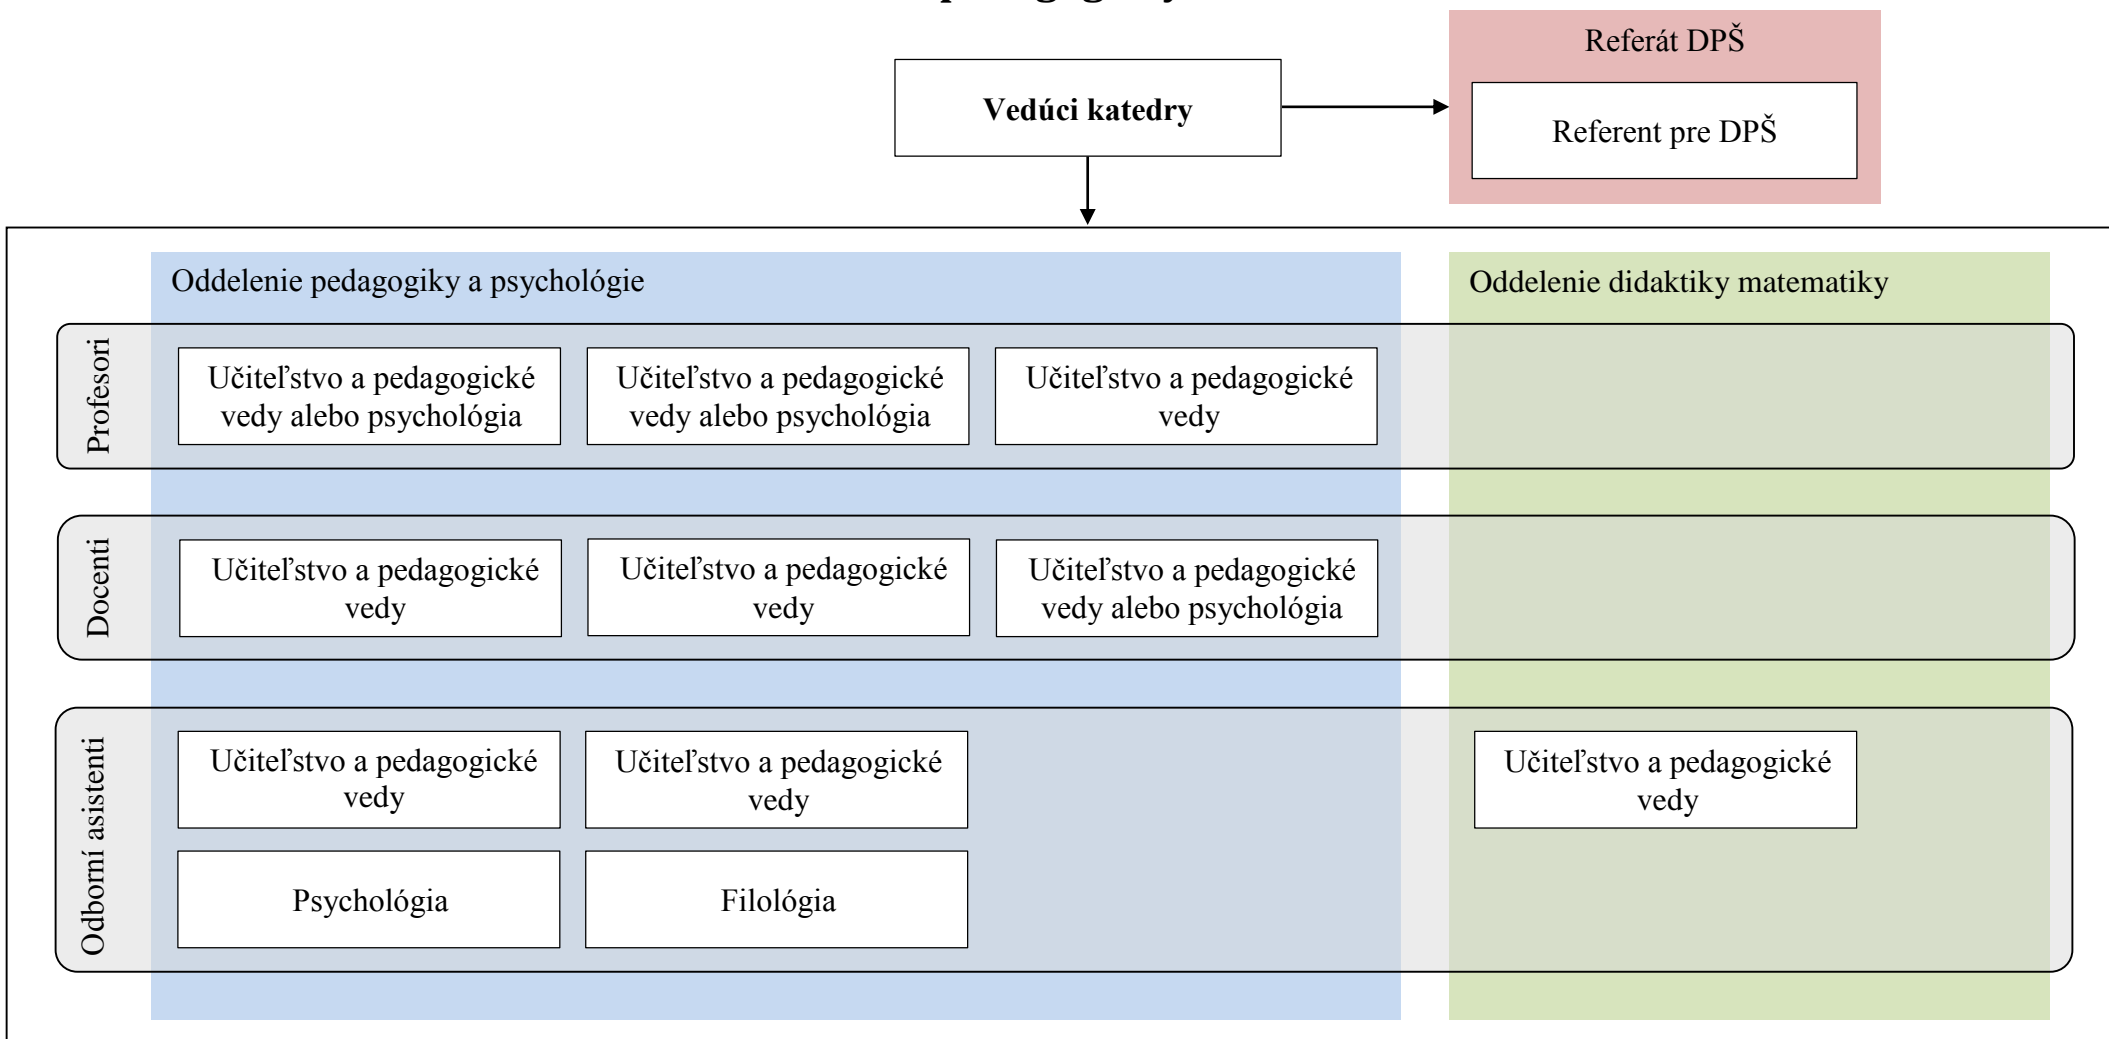 Referát DPŠ
Vedúci katedry
Referent pre DPŠ
Oddelenie pedagogiky a psychológie
Oddelenie didaktiky matematiky
Profesori
Učiteľstvo a pedagogické
vedy alebo psychológia
Učiteľstvo a pedagogické
vedy alebo psychológia
Učiteľstvo a pedagogické
vedy
Docenti
Učiteľstvo a pedagogické
vedy
Učiteľstvo a pedagogické
vedy
Učiteľstvo a pedagogické
vedy alebo psychológia
Odborní asistenti
Učiteľstvo a pedagogické
vedy
Učiteľstvo a pedagogické
vedy
Učiteľstvo a pedagogické
vedy
Psychológia
Filológia